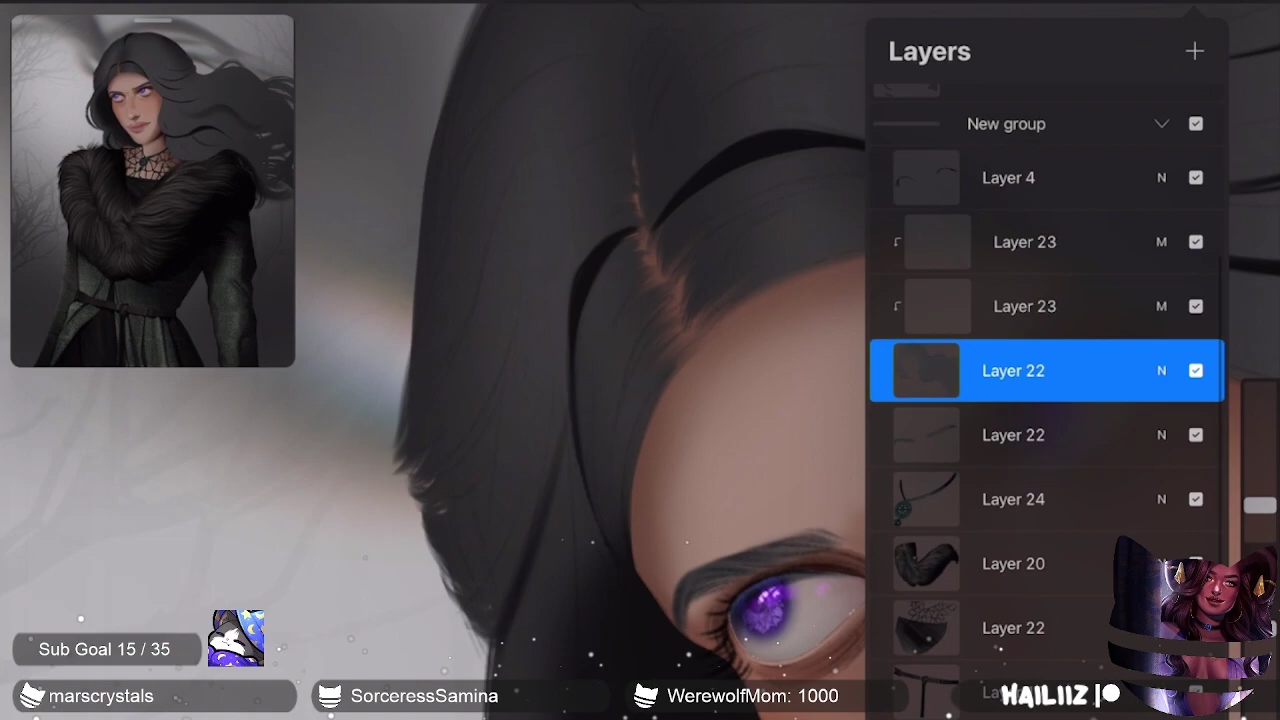 Layers
New group
Layer 4 N
Layer 23 M
Layer 23 M
Layer 22 N
Layer 22 N
Layer 24 N
Layer 20
Layer 22
Sub Goal 15 / 35
marscrystals
SorceressSamina
WerewolfMom: 1000
HAILIIZ